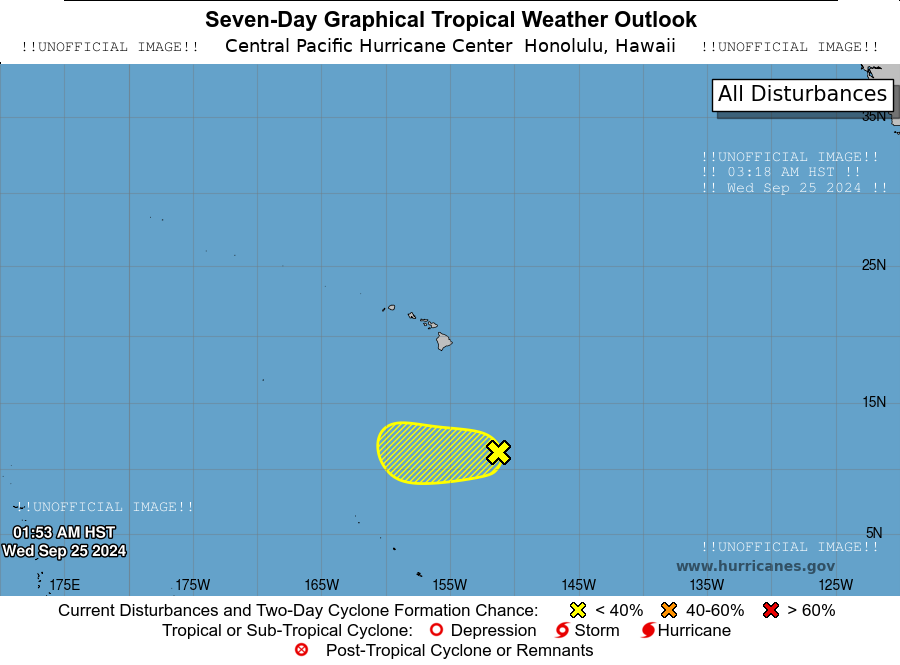 Seven-Day Graphical Tropical Weather Outlook
!!UNOFFICIAL IMAGE!! Central Pacific Hurricane Center Honolulu, Hawaii !!UNOFFICIAL IMAGE!!
All Disturbances
35N
!!UNOFFICIAL IMAGE!!
!! 03:18 AM HST !!
!! Wed Sep 25 2024 !!
25N
15N
!!UNOFFICIAL IMAGE!!
01:53 AM HST
Wed Sep 25 2024
5N
!!UNOFFICIAL IMAGE!!
www.hurricanes.gov
175E 175W 165W 155W 145W 135W 125W
Current Disturbances and Two-Day Cyclone Formation Chance: < 40% 40-60% > 60%
Tropical or Sub-Tropical Cyclone: Depression Storm Hurricane
Post-Tropical Cyclone or Remnants